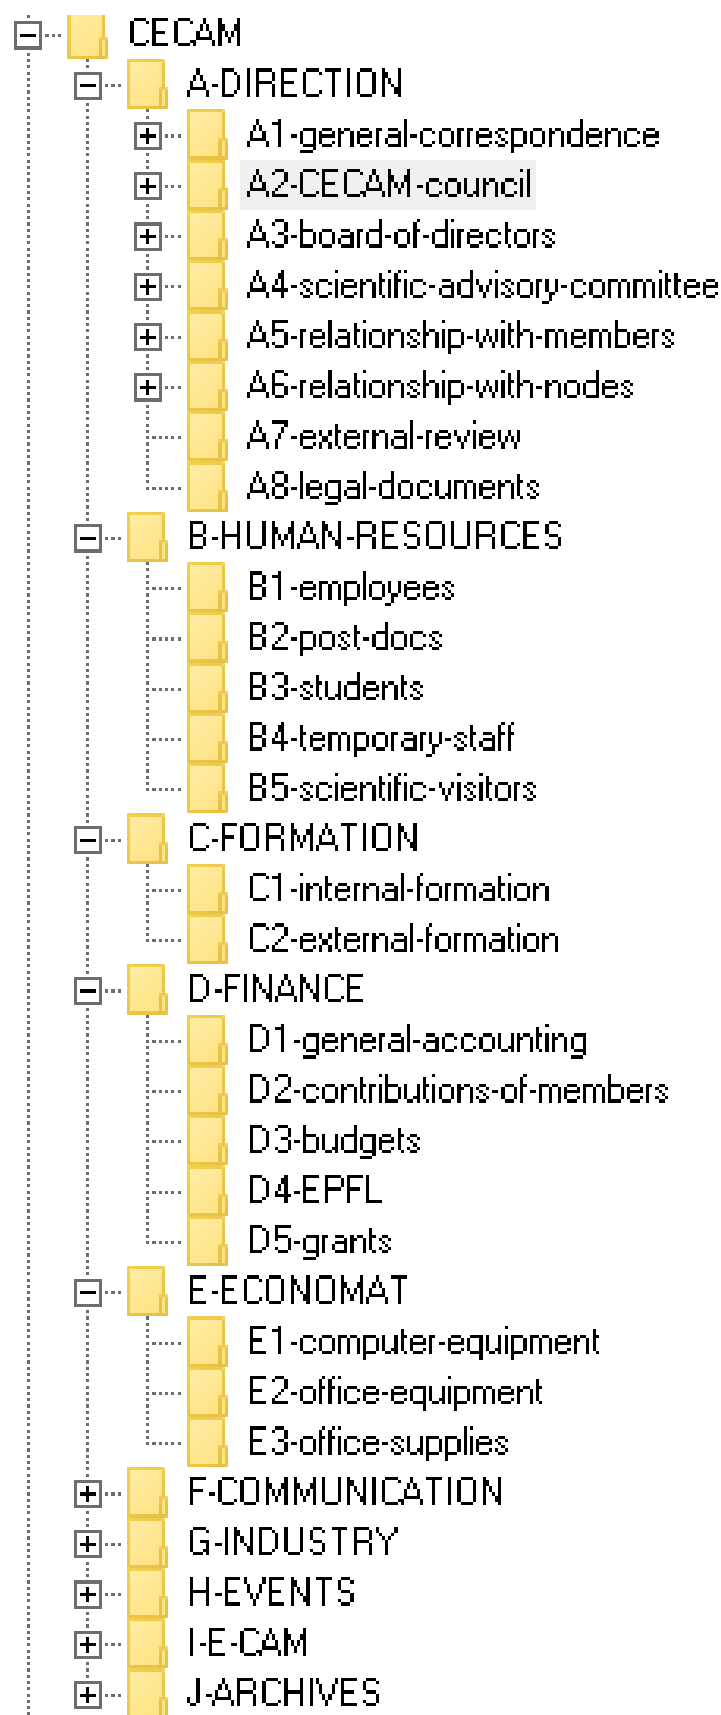 CECAM
A-DIRECTION
A1-general-correspondence
A2-CECAM-council
A3-board-of-directors
A4-scientific-advisory-committee
A5-relationship-with-members
A6-relationship-with-nodes
A7-external-review
A8-legal-documents
B-HUMAN-RESOURCES
B1-employees
B2-post-docs
B3-students
B4-temporary-staff
B5-scientific-visitors
C-FORMATION
C1-internal-formation
C2-external-formation
D-FINANCE
D1-general-accounting
D2-contributions-of-members
D3-budgets
D4-EPFL
D5-grants
E-ECONOMAT
E1-computer-equipment
E2-office-equipment
E3-office-supplies
F-COMMUNICATION
G-INDUSTRY
H-EVENTS
I-E-CAM
J-ARCHIVES